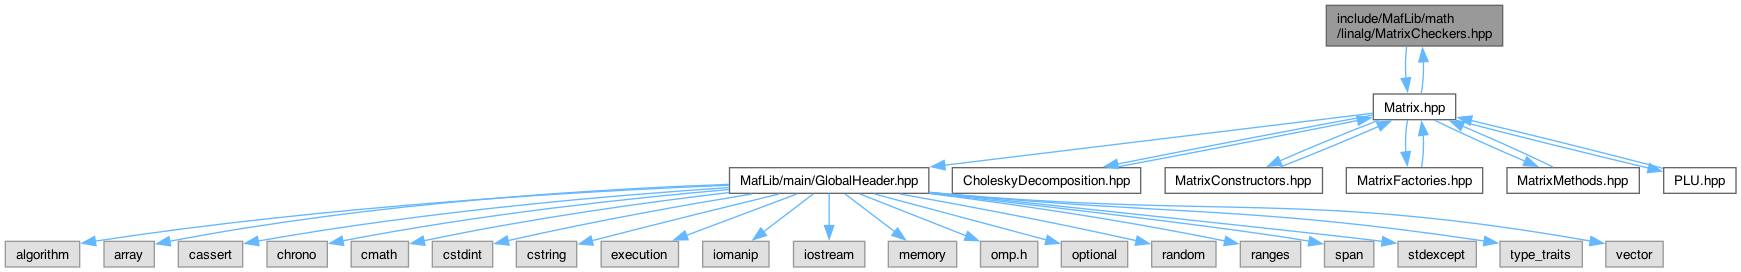 include/MafLib/math
/linalg/MatrixCheckers.hpp
Matrix.hpp
MafLib/main/GlobalHeader.hpp
CholeskyDecomposition.hpp
MatrixConstructors.hpp
MatrixFactories.hpp
MatrixMethods.hpp
PLU.hpp
algorithm
array
cassert
chrono
cmath
cstdint
cstring
execution
iomanip
iostream
memory
omp.h
optional
random
ranges
span
stdexcept
type_traits
vector